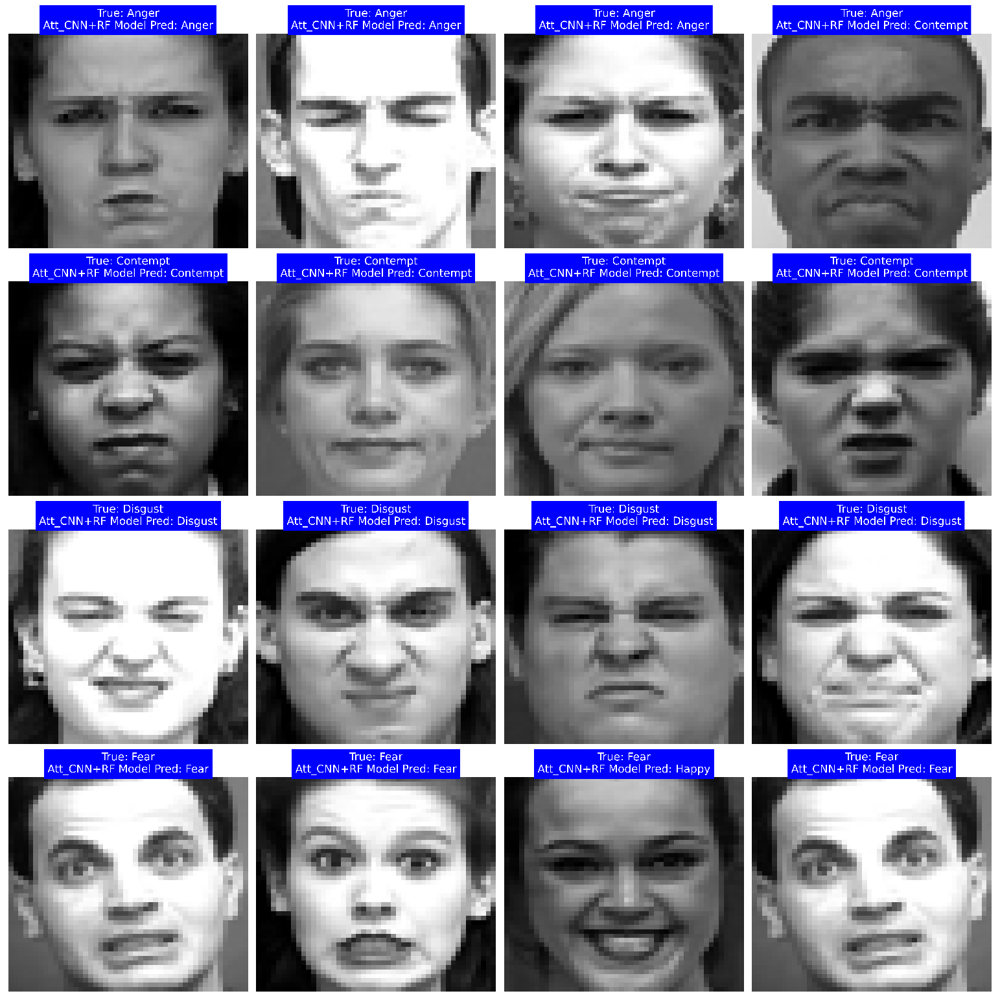 True: Anger
Att_CNN+RF Model Pred: Anger
True: Anger
Att_CNN+RF Model Pred: Anger
True: Anger
Att_CNN+RF Model Pred: Anger
True: Anger
Att_CNN+RF Model Pred: Contempt
True: Contempt
Att_CNN+RF Model Pred: Contempt
True: Contempt
Att_CNN+RF Model Pred: Contempt
True: Contempt
Att_CNN+RF Model Pred: Contempt
True: Contempt
Att_CNN+RF Model Pred: Contempt
True: Disgust
Att_CNN+RF Model Pred: Disgust
True: Disgust
Att_CNN+RF Model Pred: Disgust
True: Disgust
Att_CNN+RF Model Pred: Disgust
True: Disgust
Att_CNN+RF Model Pred: Disgust
True: Fear
Att_CNN+RF Model Pred: Fear
True: Fear
Att_CNN+RF Model Pred: Fear
True: Fear
Att_CNN+RF Model Pred: Happy
True: Fear
Att_CNN+RF Model Pred: Fear